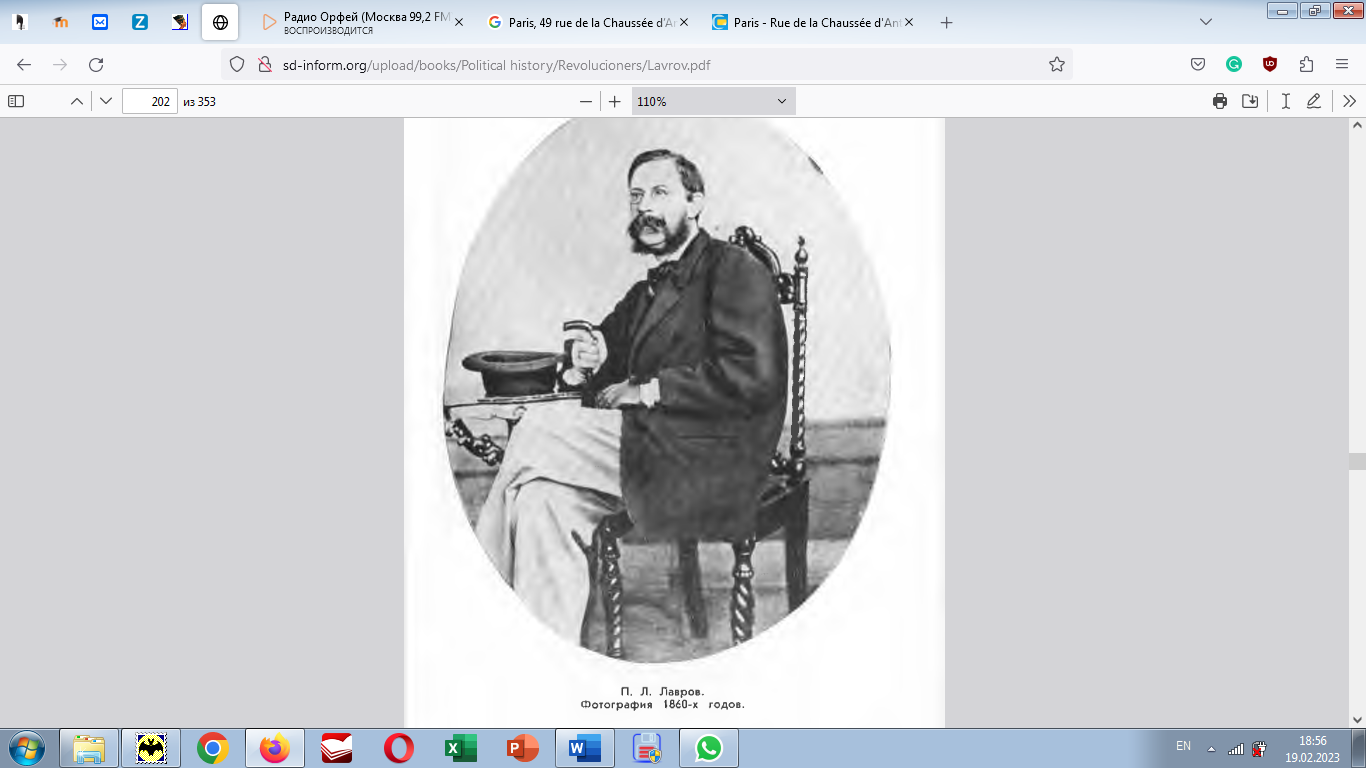 Радио Орфей (Москва 99,2 FM
ВОСПРОИЗВОДИТСЯ
Paris, 49 rue de la Chaussée d'An
Paris - Rue de la Chaussée d'Ant
sd-inform.org/upload/books/Political history/Revolucioners/Lavrov.pdf
202 из 353
110%
П. Л. Лавров.
Фотография 1860-х годов.
EN
18:56
19.02.2023